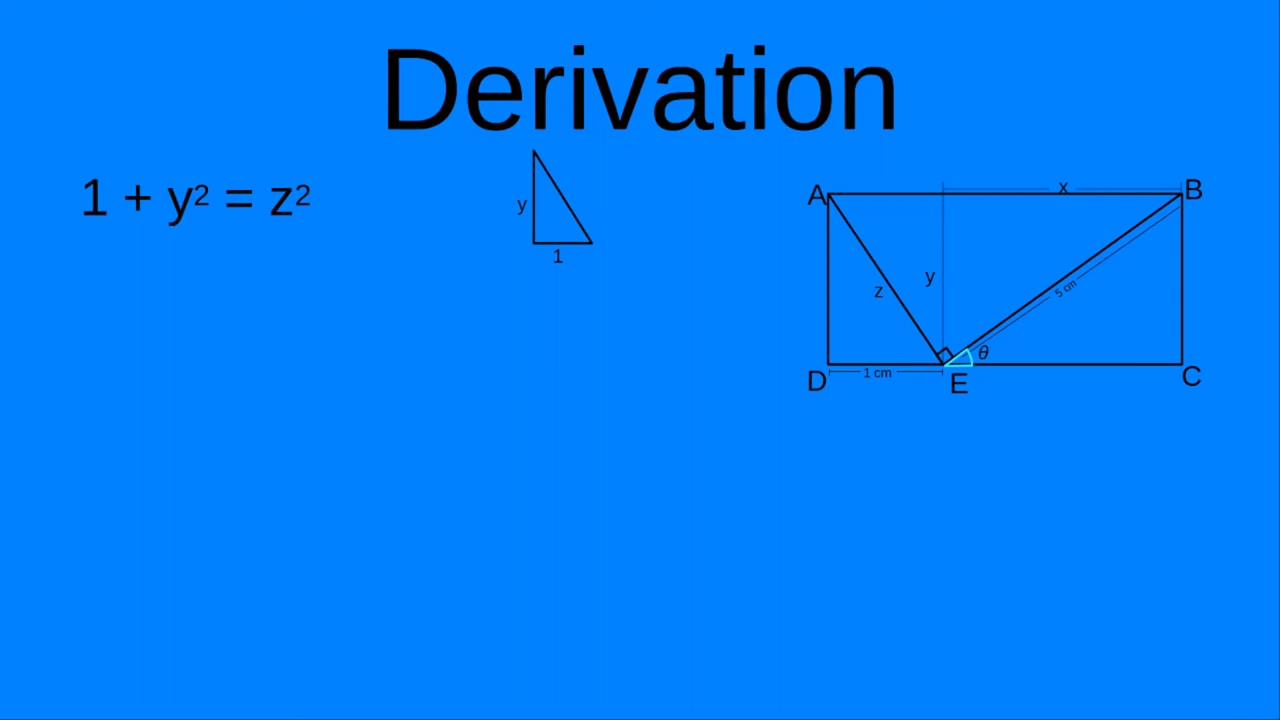 Derivation
1 + y² = z²
y
1
A
x
B
y
z
5 cm
θ
D
1 cm
E
C